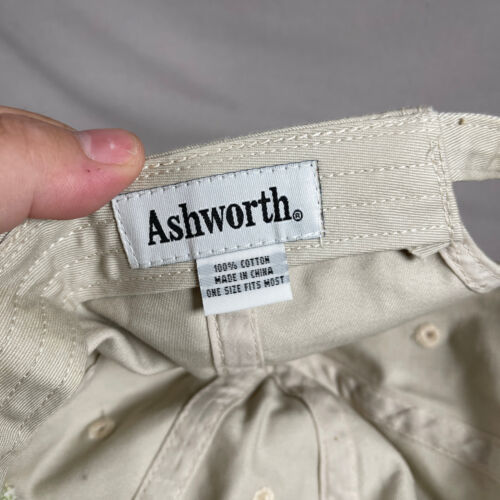 Ashworth®
100% COTTON
MADE IN CHINA
ONE SIZE FITS MOST